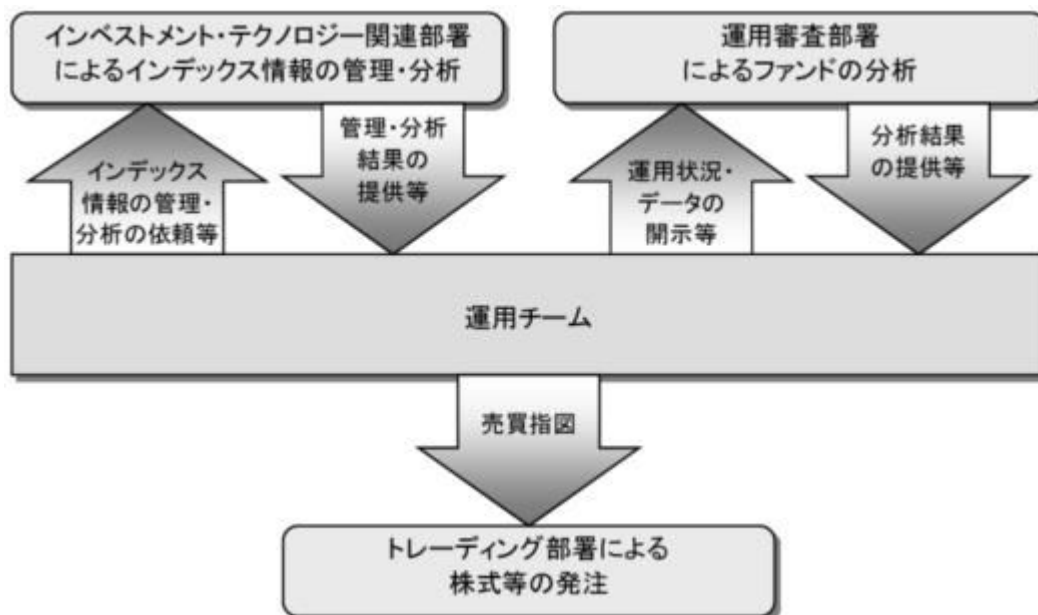 インベストメント・テクノロジー関連部署
によるインデックス情報の管理・分析
運用審査部署
によるファンドの分析
インデックス
情報の管理・
分析の依頼等
管理・分析
結果の
提供等
運用状況・
データの
開示等
分析結果
の提供等
運用チーム
売買指図
トレーディング部署による
株式等の発注